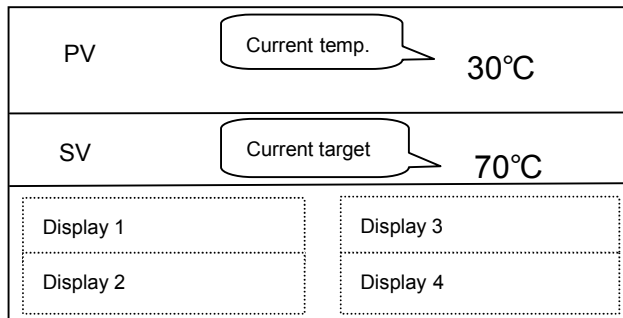 PV Current temp. 30℃
SV Current target 70℃
Display 1 Display 3
Display 2 Display 4